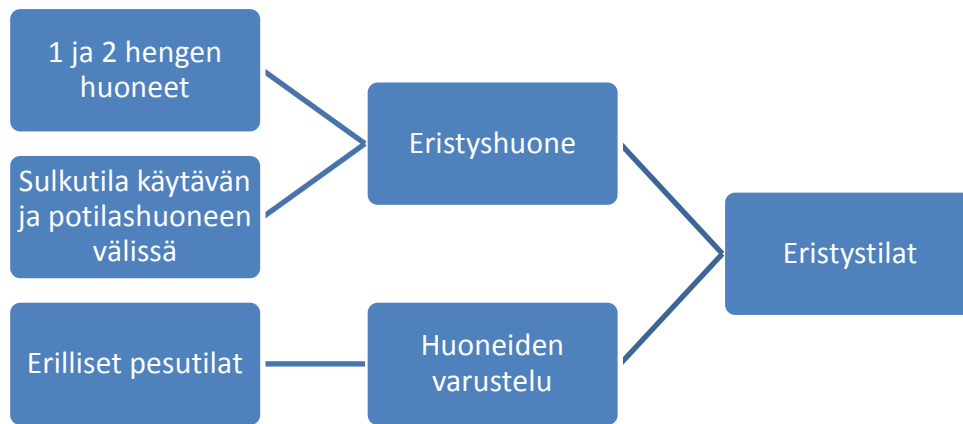 1 ja 2 hengen
huoneet
Sulkutila käytävän
ja potilashuoneen
välissä
Erilliset pesutilat
Eristyshuone
Huoneiden
varustelu
Eristystilat